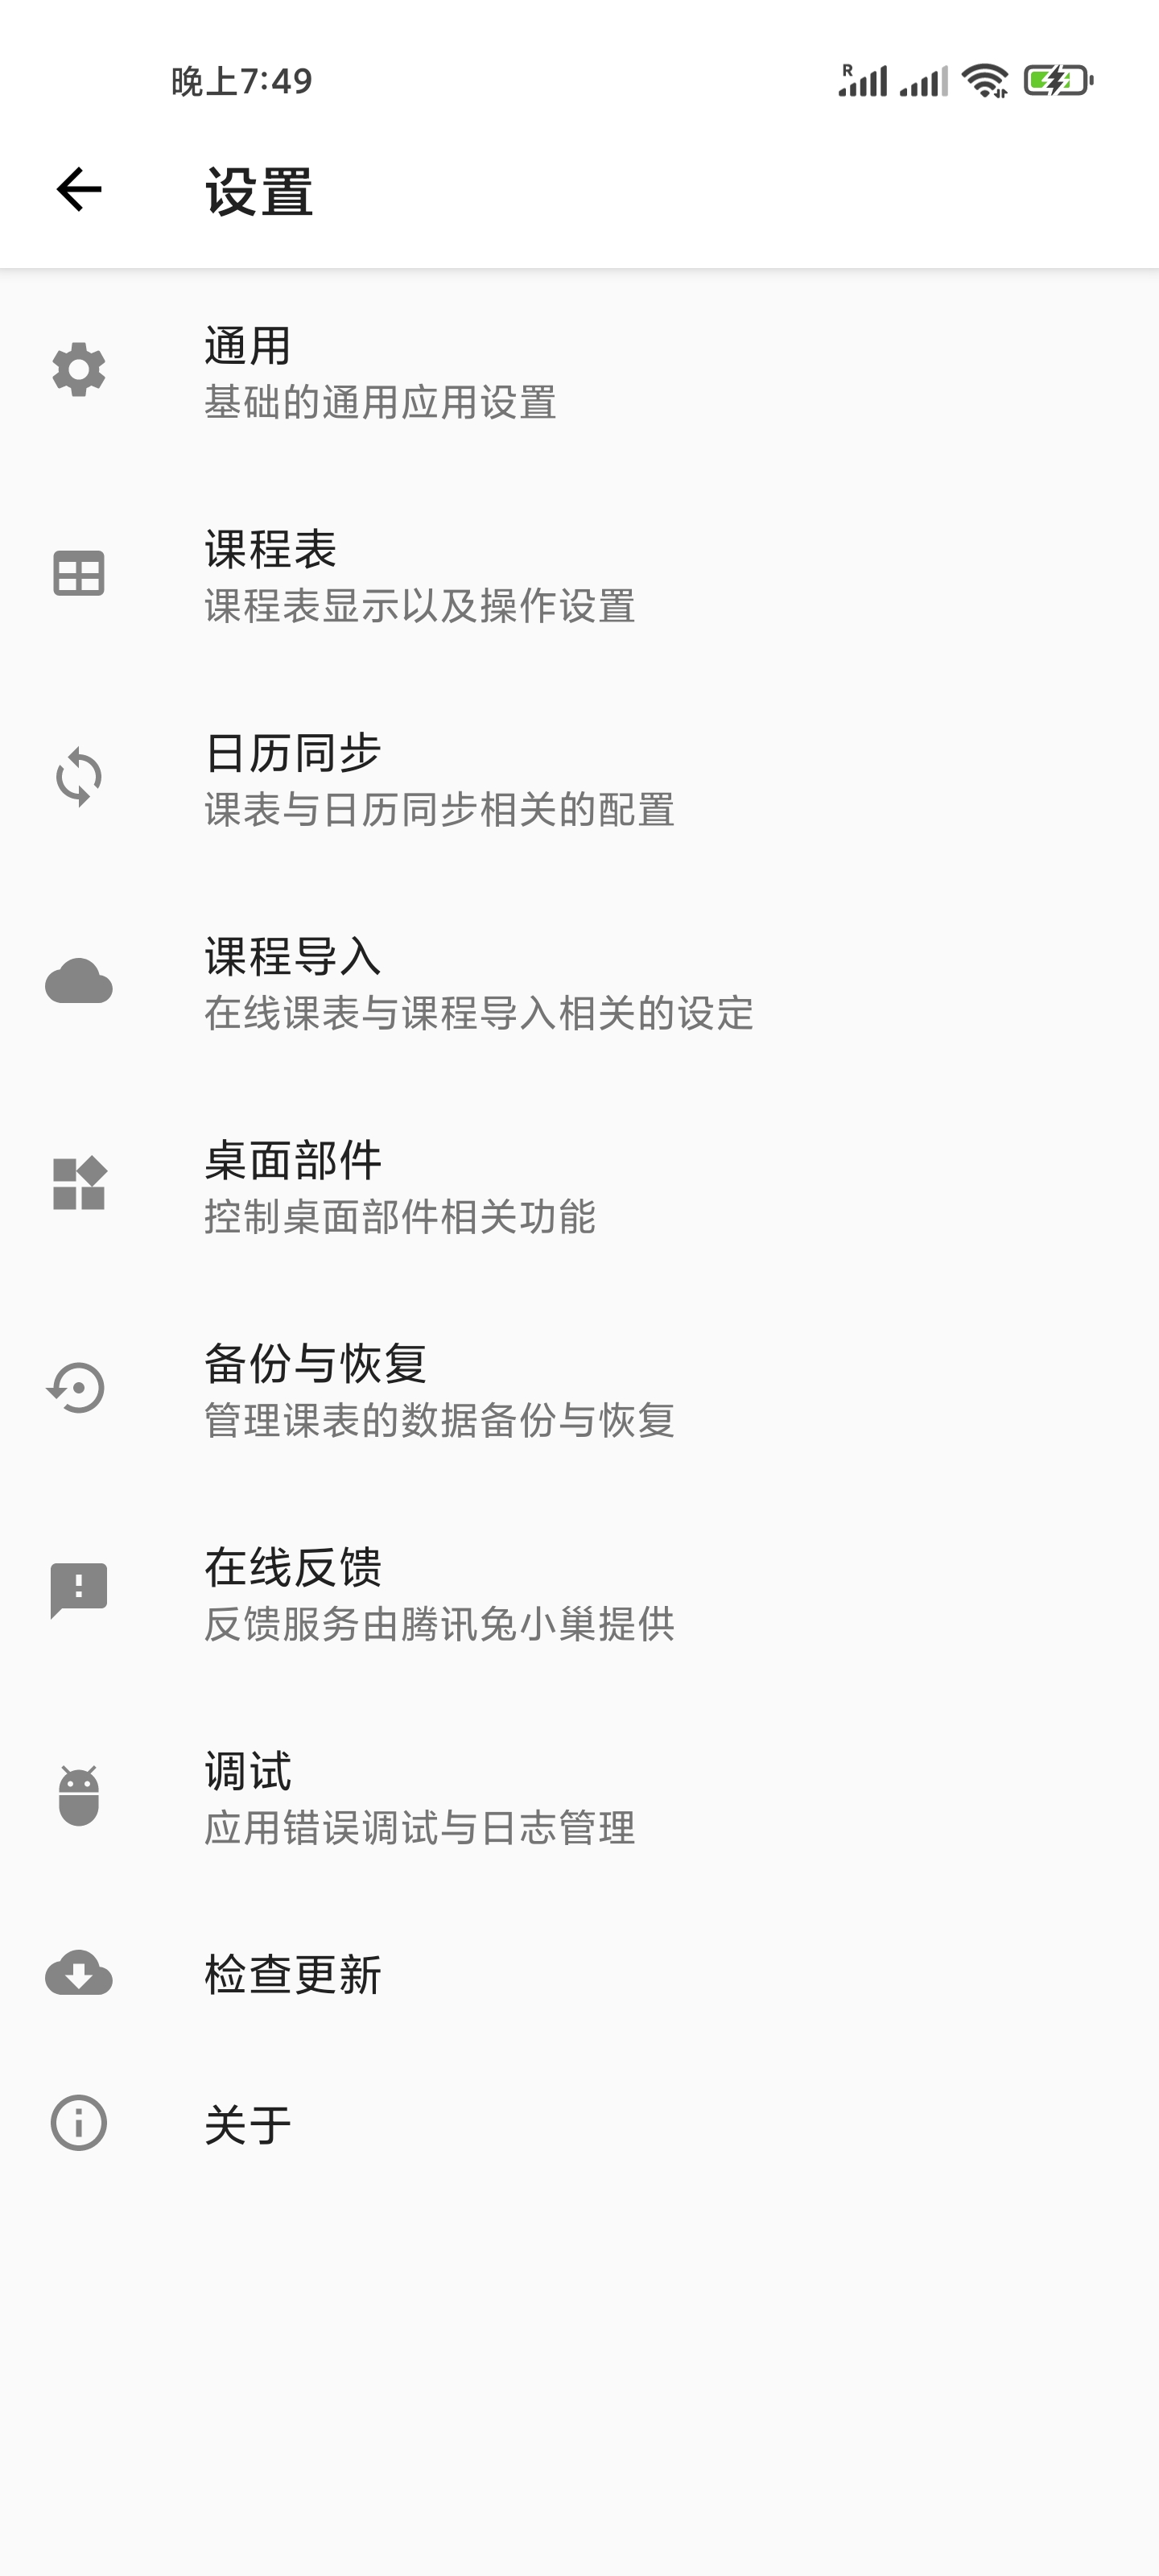 晚上7:49
R
设置
通用
基础的通用应用设置
课程表
课程表显示以及操作设置
日历同步
课表与日历同步相关的配置
课程导入
在线课表与课程导入相关的设定
桌面部件
控制桌面部件相关功能
备份与恢复
管理课表的数据备份与恢复
在线反馈
反馈服务由腾讯兔小巢提供
调试
应用错误调试与日志管理
检查更新
关于